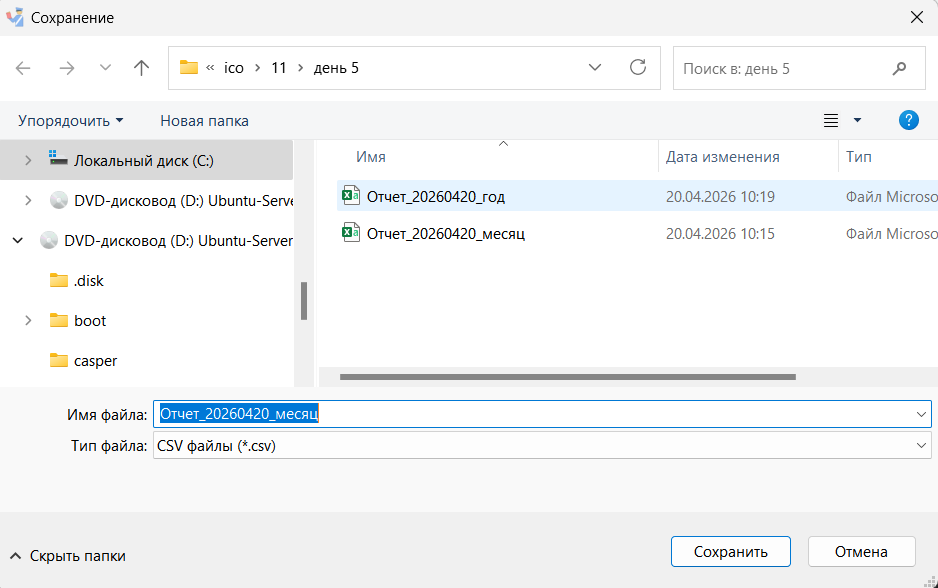 Сохранение
« ico › 11 › день 5
Поиск в: день 5
Упорядочить
Новая папка
?
Имя
Дата изменения
Тип
Локальный диск (C:)
DVD-дисковод (D:) Ubuntu-Serve
DVD-дисковод (D:) Ubuntu-Server
.disk
boot
casper
Отчет_20260420_год 20.04.2026 10:19 Файл Microso
Отчет_20260420_месяц 20.04.2026 10:15 Файл Microso
Имя файла: Отчет_20260420_месяц
Тип файла: CSV файлы (*.csv)
Скрыть папки
Сохранить
Отмена